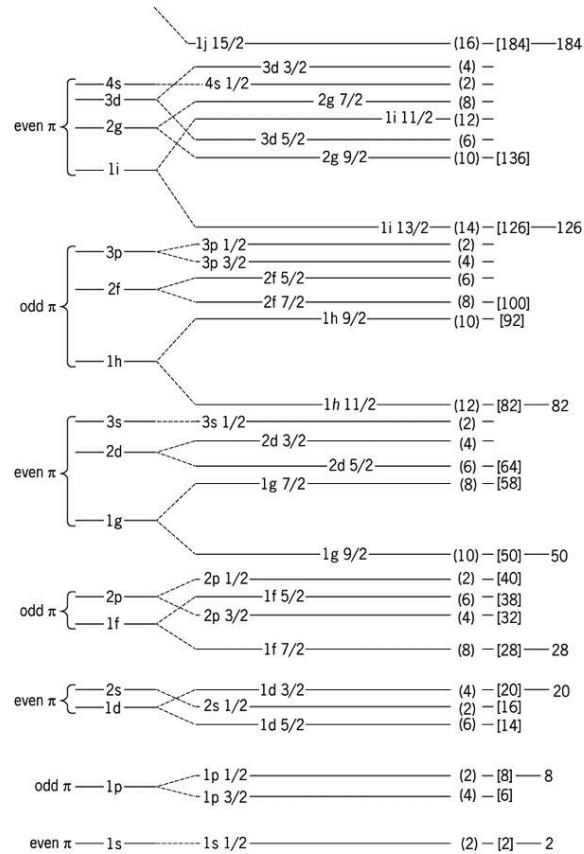 1j 15/2 (16) [184] 184
3d 3/2 (4)
4s 4s 1/2 (2)
3d
2g 7/2 (8)
even π 2g
1i 11/2 (12)
3d 5/2 (6)
2g 9/2 (10) [136]
1i
1i 13/2 (14) [126] 126
3p 1/2 (2)
3p
3p 3/2 (4)
2f 5/2 (6)
2f
odd π
2f 7/2 (8) [100]
1h 9/2 (10) [92]
1h
1h 11/2 (12) [82] 82
3s 3s 1/2 (2)
2d 3/2 (4)
2d
even π
2d 5/2 (6) [64]
1g 7/2 (8) [58]
1g
1g 9/2 (10) [50] 50
2p 1/2 (2) [40]
2p 1f 5/2 (6) [38]
odd π
2p 3/2 (4) [32]
1f
1f 7/2 (8) [28] 28
2s 1d 3/2 (4) [20] 20
even π
1d 2s 1/2 (2) [16]
1d 5/2 (6) [14]
1p 1/2 (2) [8] 8
odd π 1p
1p 3/2 (4) [6]
even π 1s 1s 1/2 (2) [2] 2